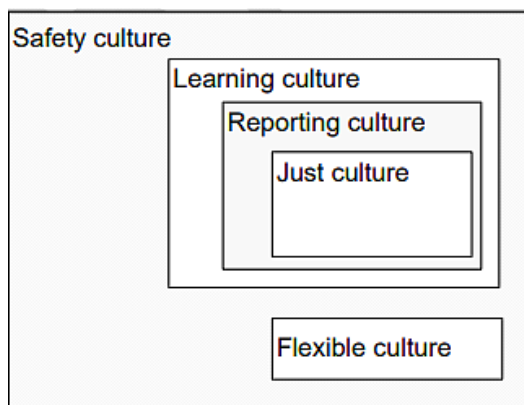 Safety culture
Learning culture
Reporting culture
Just culture
Flexible culture